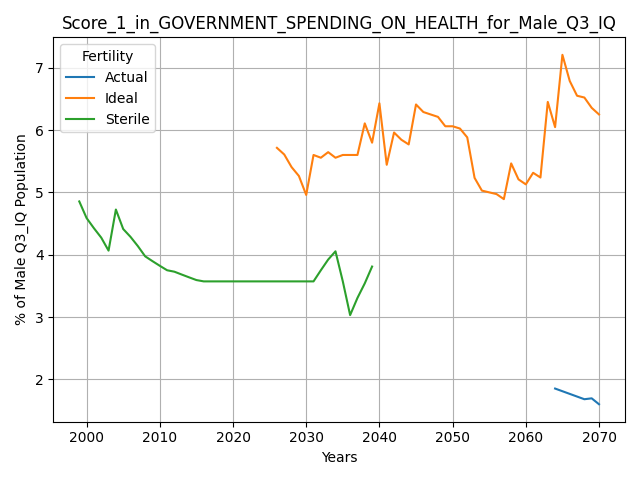 Score_1_in_GOVERNMENT_SPENDING_ON_HEALTH_for_Male_Q3_IQ
Fertility
Actual
Ideal
Sterile
% of Male Q3_IQ Population
7
6
5
4
3
2
2000 2010 2020 2030 2040 2050 2060 2070
Years